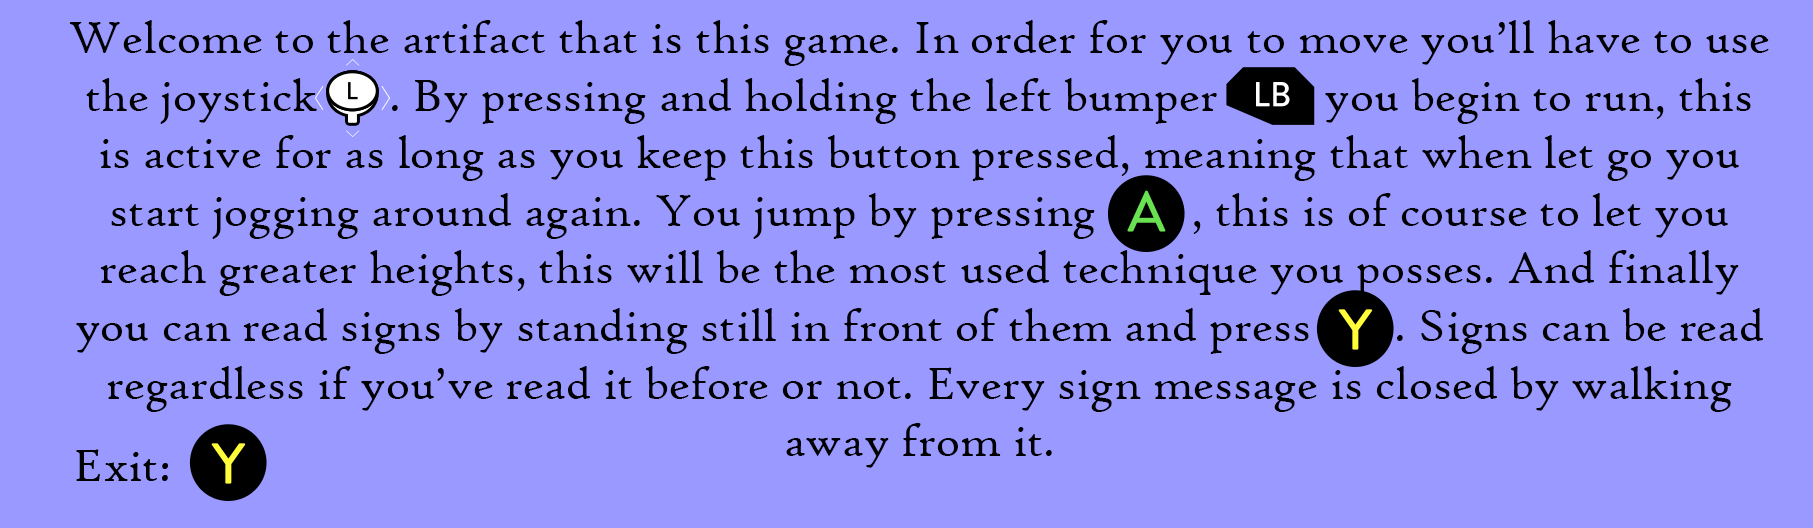 Welcome to the artifact that is this game. In order for you to move you’ll have to use
the joystick L . By pressing and holding the left bumper LB you begin to run, this
is active for as long as you keep this button pressed, meaning that when let go you
start jogging around again. You jump by pressing A , this is of course to let you
reach greater heights, this will be the most used technique you posses. And finally
you can read signs by standing still in front of them and press Y . Signs can be read
regardless if you’ve read it before or not. Every sign message is closed by walking
away from it.
Exit: Y